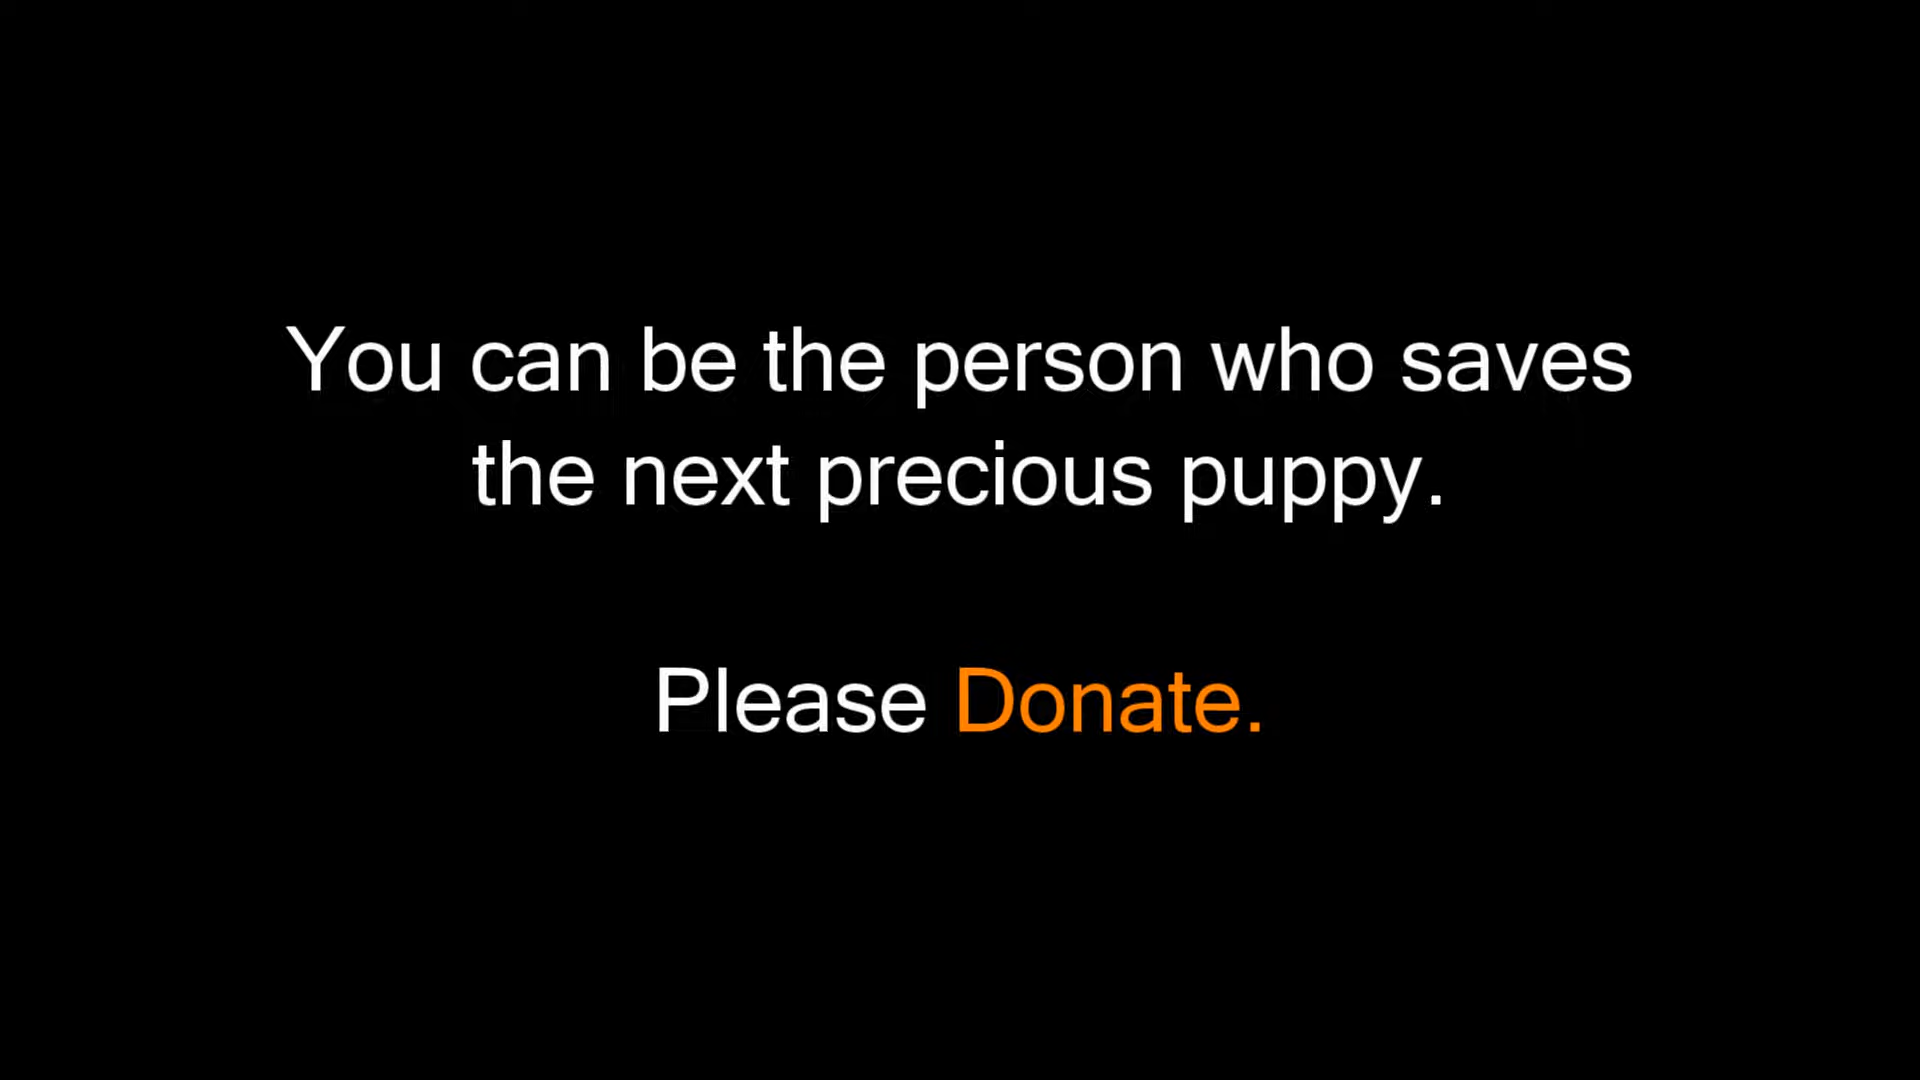 You can be the person who saves
the next precious puppy.
Please Donate.